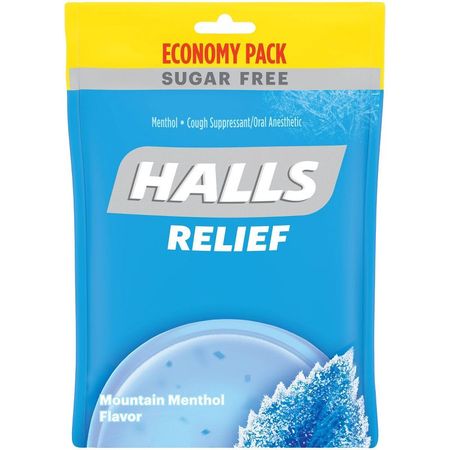 ECONOMY PACK
SUGAR FREE
Menthol • Cough Suppressant/Oral Anesthetic
HALLS
RELIEF
Mountain Menthol
Flavor